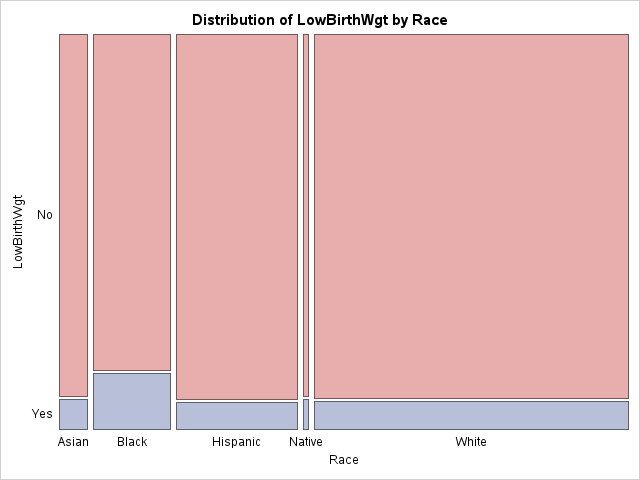 Distribution of LowBirthWgt by Race
LowBirthWgt
No
Yes
Asian Black Hispanic Native White
Race